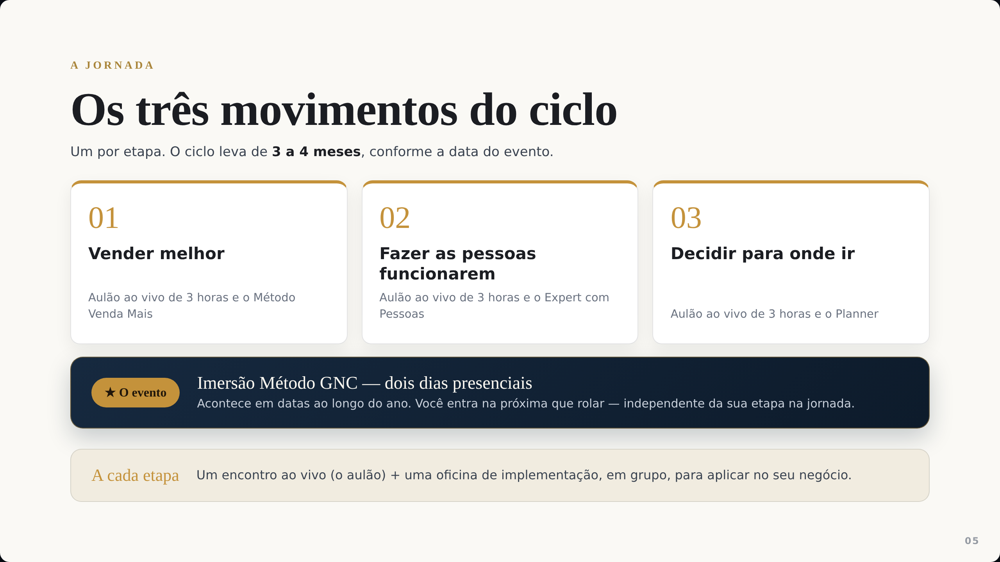 A JORNADA
Os três movimentos do ciclo
Um por etapa. O ciclo leva de 3 a 4 meses, conforme a data do evento.
01
Vender melhor
Aulão ao vivo de 3 horas e o Método
Venda Mais
02
Fazer as pessoas
funcionarem
Aulão ao vivo de 3 horas e o Expert com
Pessoas
03
Decidir para onde ir
Aulão ao vivo de 3 horas e o Planner
★ O evento
Imersão Método GNC — dois dias presenciais
Acontece em datas ao longo do ano. Você entra na próxima que rolar — independente da sua etapa na jornada.
A cada etapa
Um encontro ao vivo (o aulão) + uma oficina de implementação, em grupo, para aplicar no seu negócio.
05